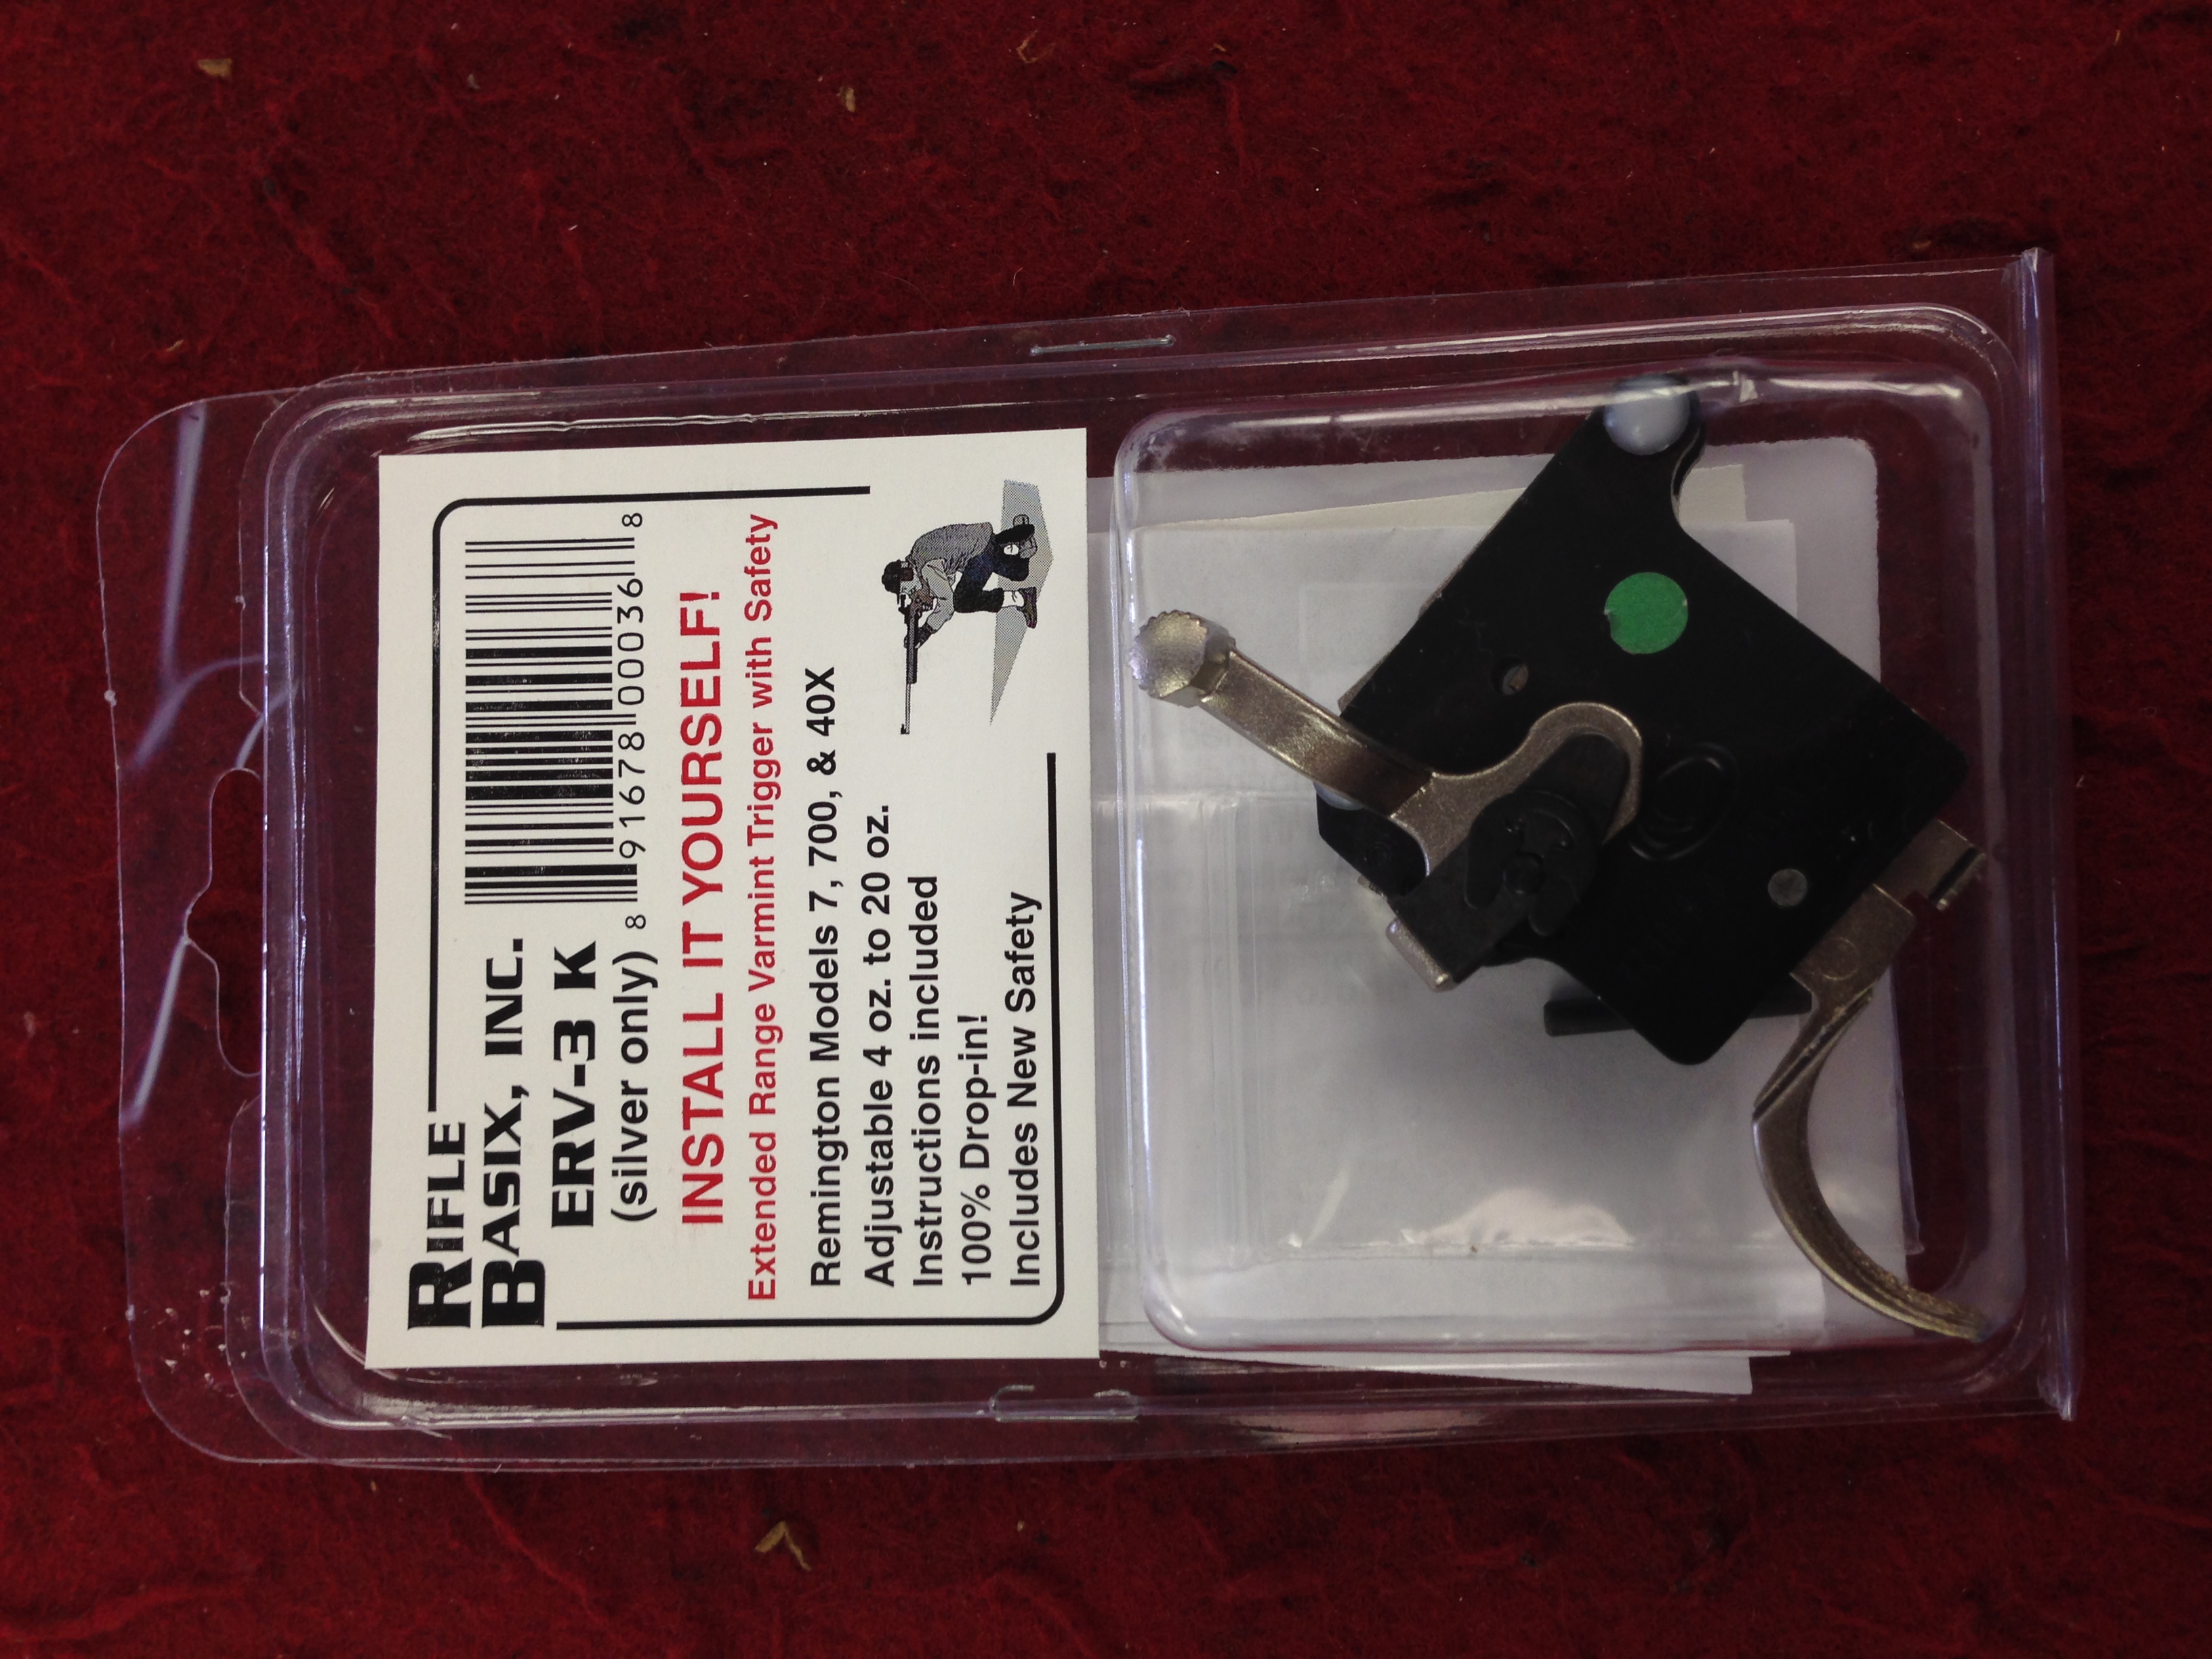 RIFLE
BASIX, INC.
ERV-3 K
(silver only)
8 91678 00036 8
INSTALL IT YOURSELF!
Extended Range Varmint Trigger with Safety
Remington Models 7, 700, & 40X
Adjustable 4 oz. to 20 oz.
Instructions included
100% Drop-in!
Includes New Safety